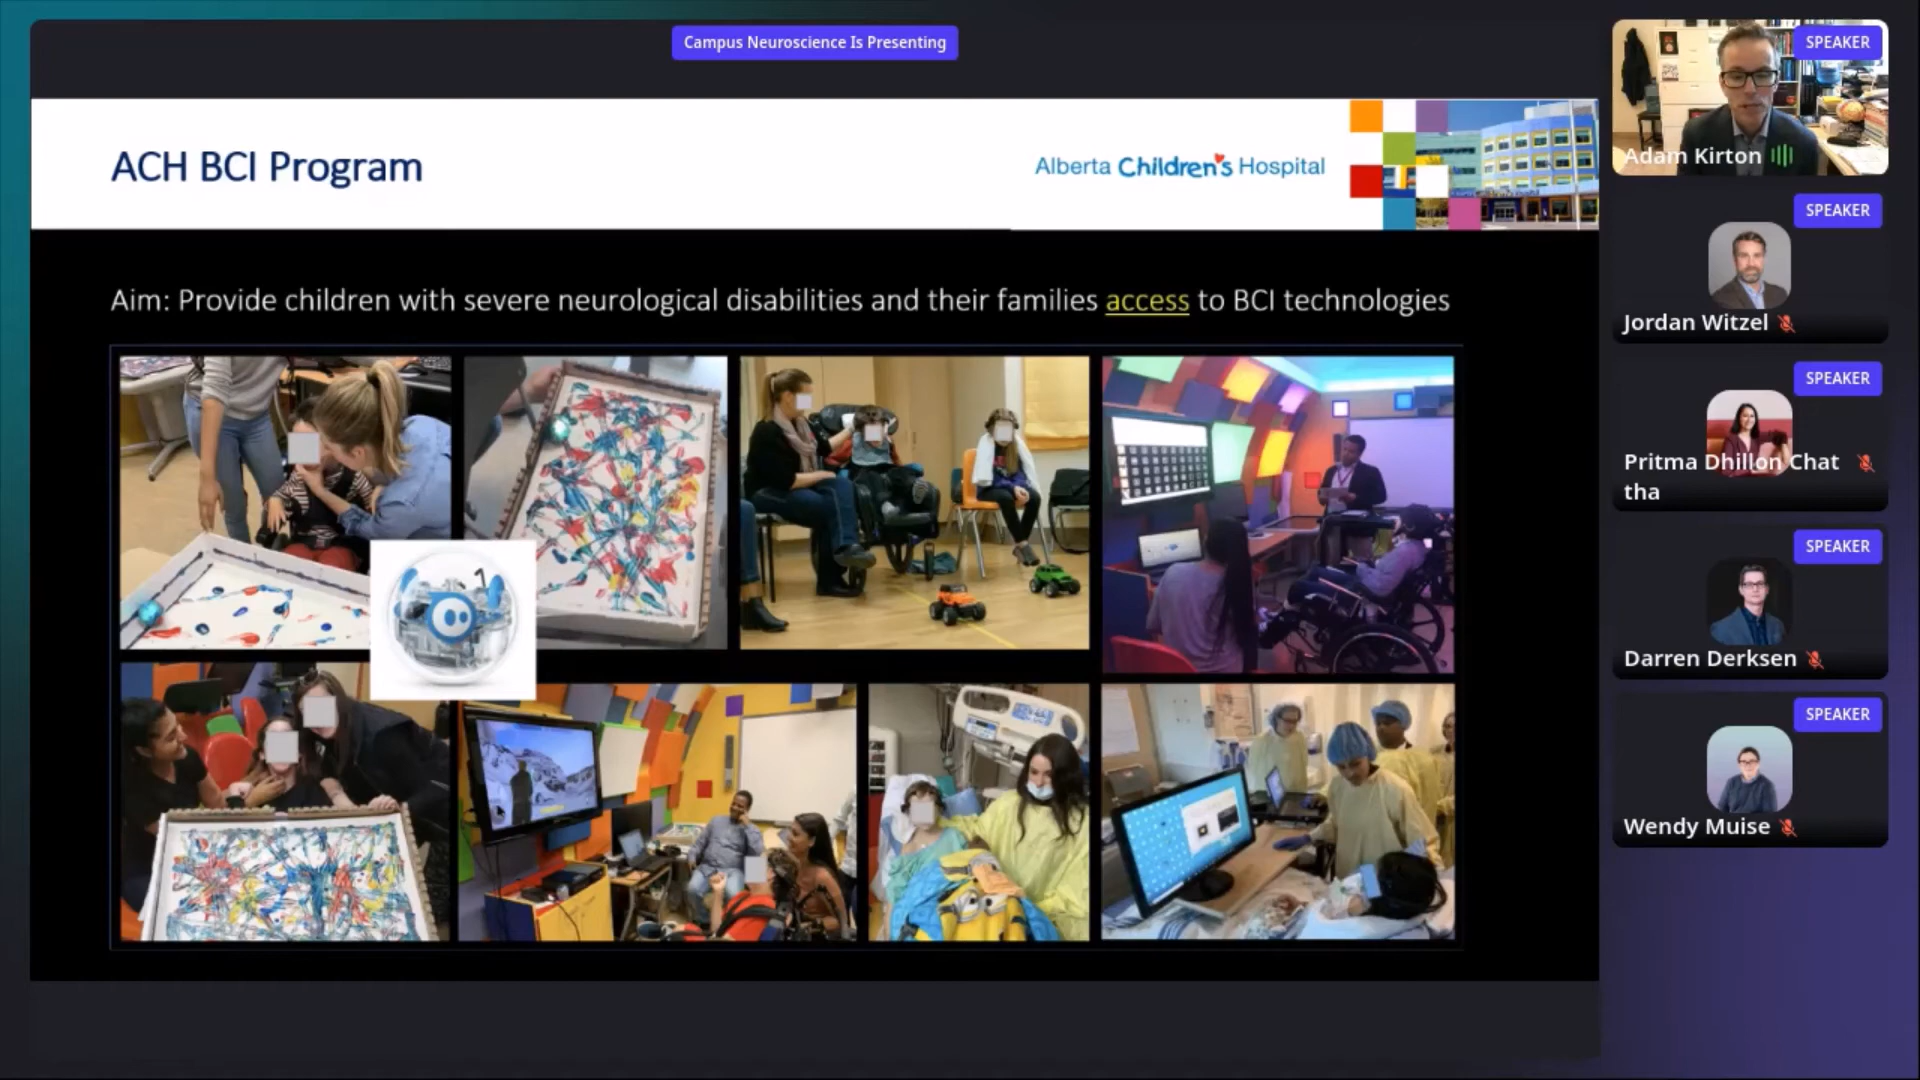 Campus Neuroscience Is Presenting
ACH BCI Program
Alberta Children's Hospital
Aim: Provide children with severe neurological disabilities and their families access to BCI technologies
SPEAKER
Adam Kirton
SPEAKER
Jordan Witzel
SPEAKER
Pritma Dhillon Chat
tha
SPEAKER
Darren Derksen
SPEAKER
Wendy Muise